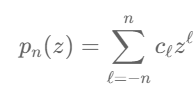 p_n(z) = \sum_{\ell=-n}^{n} c_\ell z^\ell